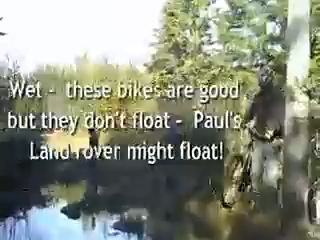 Wet - these bikes are good
but they don't float - Paul's
Land rover might float!